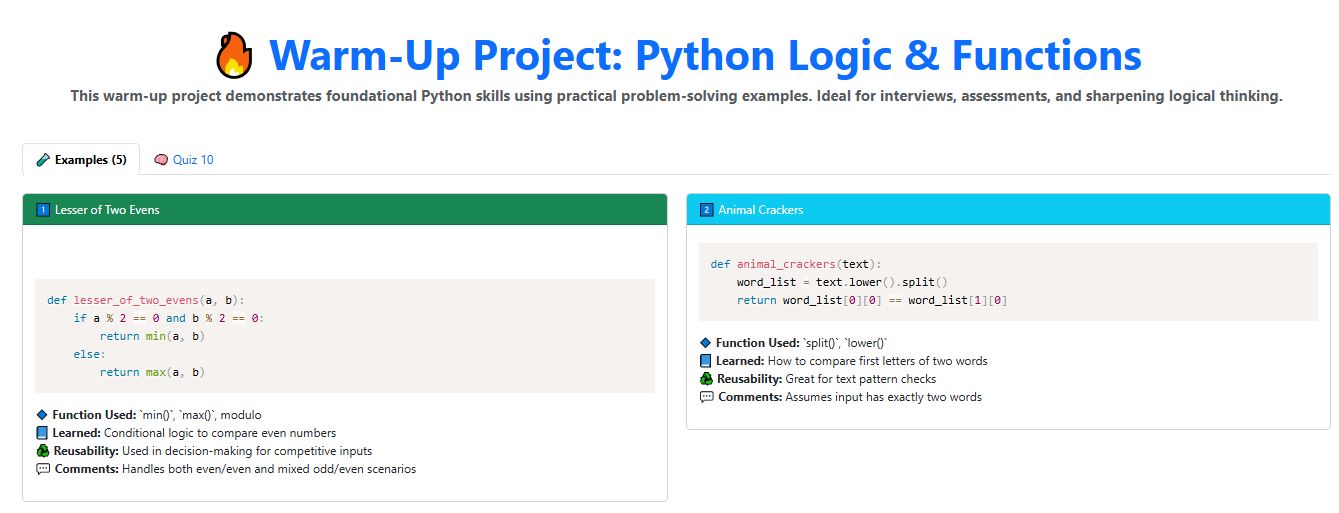 🔥 Warm-Up Project: Python Logic & Functions
This warm-up project demonstrates foundational Python skills using practical problem-solving examples. Ideal for interviews, assessments, and sharpening logical thinking.
Examples (5)
Quiz 10
1 Lesser of Two Evens
def lesser_of_two_evens(a, b):
    if a % 2 == 0 and b % 2 == 0:
        return min(a, b)
    else:
        return max(a, b)
Function Used: `min()`, `max()`, modulo
Learned: Conditional logic to compare even numbers
Reusability: Used in decision-making for competitive inputs
Comments: Handles both even/even and mixed odd/even scenarios
2 Animal Crackers
def animal_crackers(text):
    word_list = text.lower().split()
    return word_list[0][0] == word_list[1][0]
Function Used: `split()`, `lower()`
Learned: How to compare first letters of two words
Reusability: Great for text pattern checks
Comments: Assumes input has exactly two words